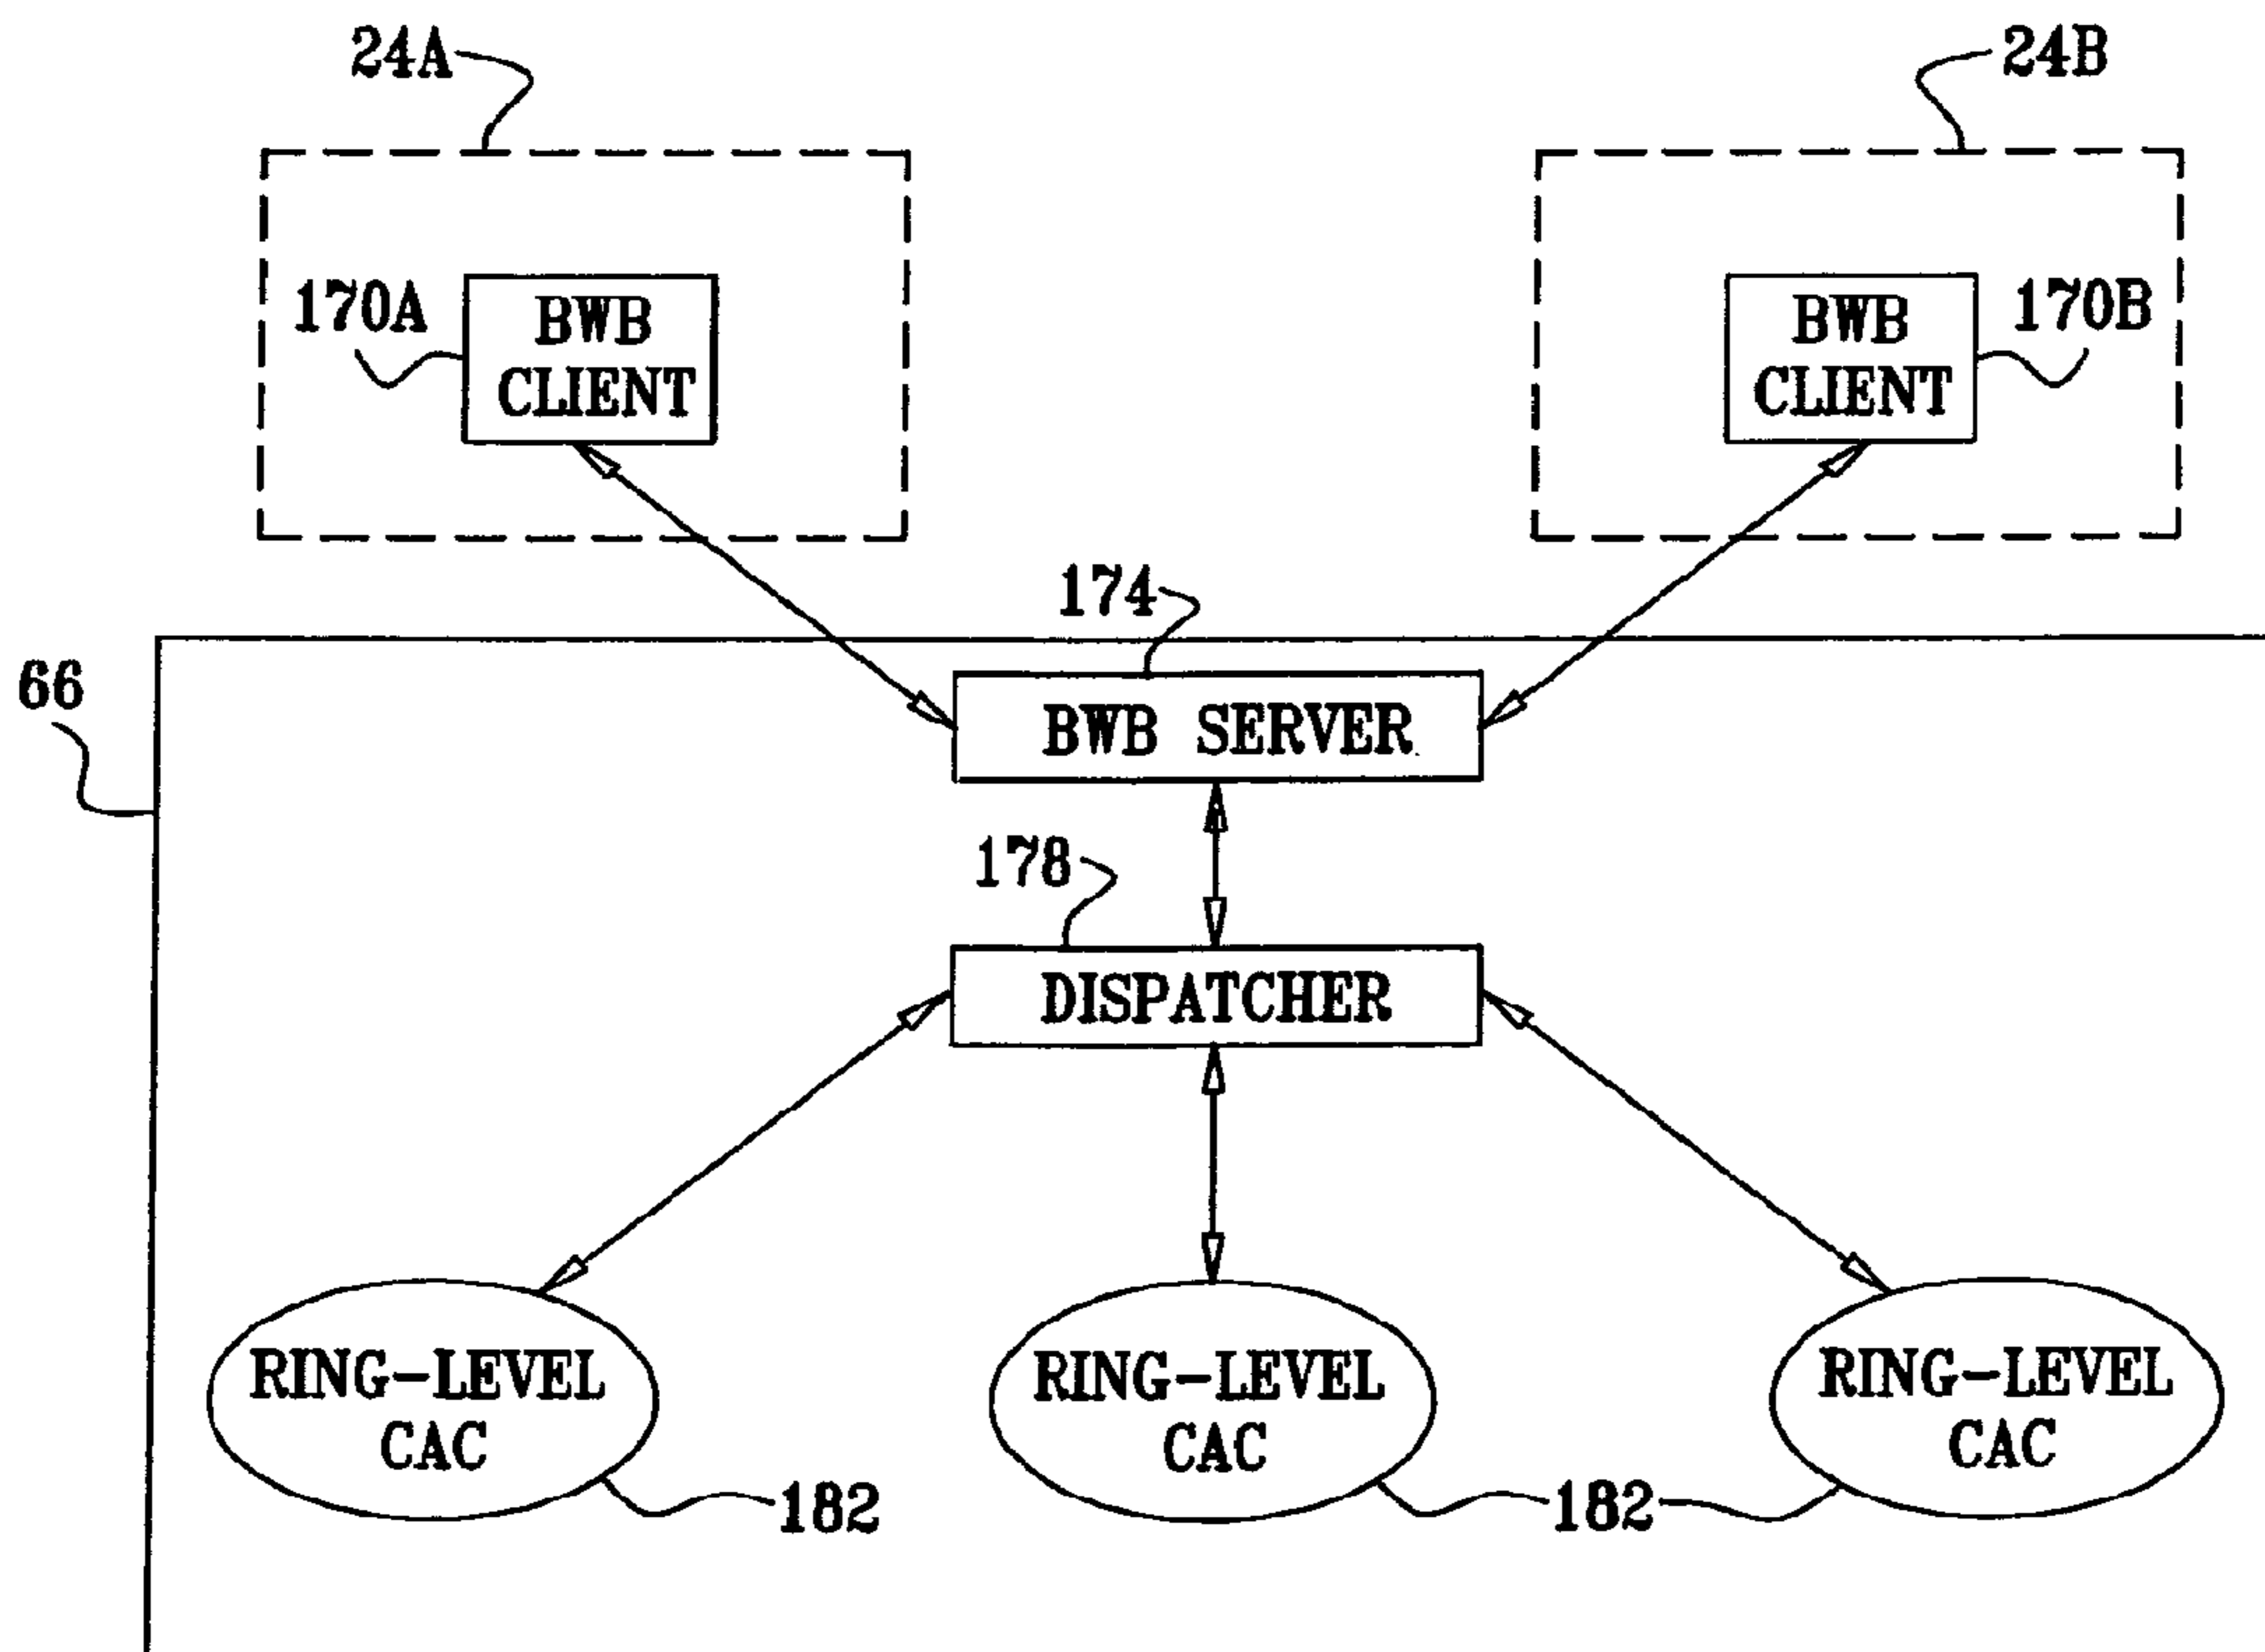 24A
24B
170A
BWB
CLIENT
BWB
CLIENT
170B
174
66
BWB SERVER
178
DISPATCHER
RING-LEVEL
CAC
RING-LEVEL
CAC
RING-LEVEL
CAC
182
182